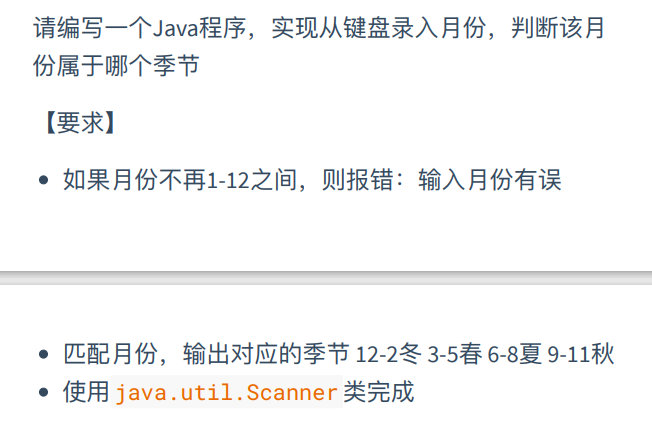 请编写一个Java程序，实现从键盘录入月份，判断该月
份属于哪个季节
【要求】
如果月份不再1-12之间，则报错：输入月份有误
匹配月份，输出对应的季节 12-2冬 3-5春 6-8夏 9-11秋
使用 java.util.Scanner 类完成